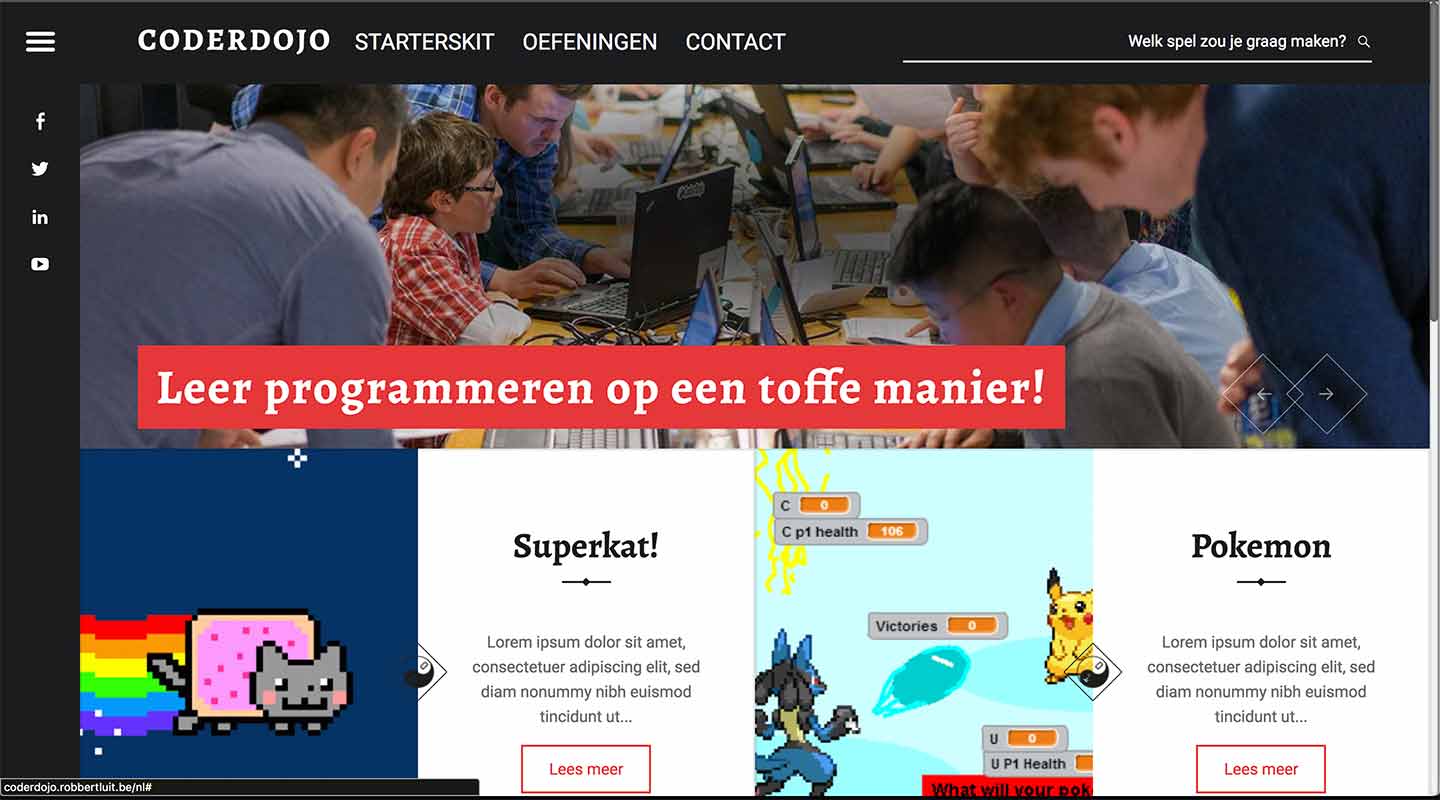 CODERDOJO STARTERSKIT OEFENINGEN CONTACT Welk spel zou je graag maken?
Leer programmeren op een toffe manier!
Superkat!
Lorem ipsum dolor sit amet,
consectetuer adipiscing elit, sed
diam nonummy nibh euismod
tincidunt ut...
Lees meer
C 0
C p1 health 106
Victories 0
U 0
U P1 Health
What will your pok
Pokemon
Lorem ipsum dolor sit amet,
consectetuer adipiscing elit, sed
diam nonummy nibh euismod
tincidunt ut...
Lees meer
coderdojo.robbertluit.be/nl#